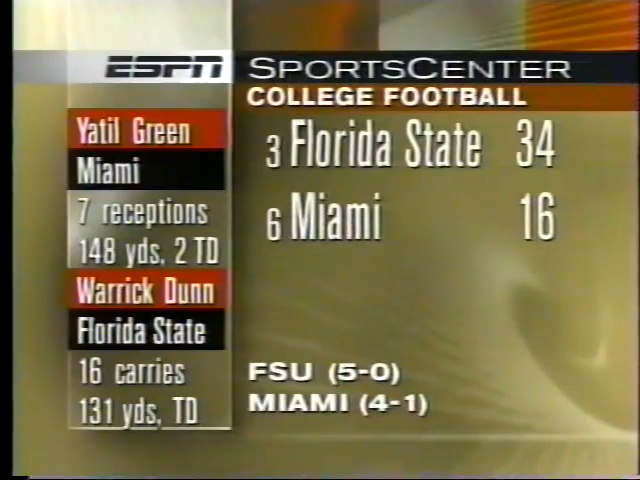 ESPN SPORTSCENTER
COLLEGE FOOTBALL
Yatil Green
Miami
7 receptions
148 yds, 2 TD
Warrick Dunn
Florida State
16 carries
131 yds, TD
3 Florida State 34
6 Miami 16
FSU (5-0)
MIAMI (4-1)